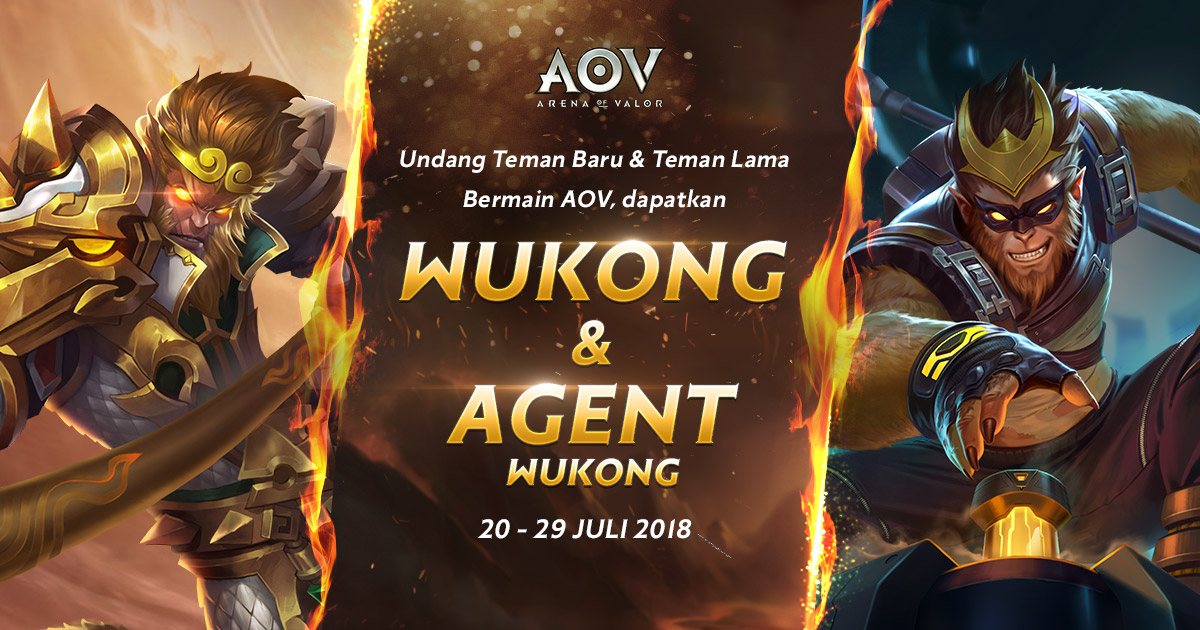 AOV
ARENA OF VALOR
Undang Teman Baru & Teman Lama
Bermain AOV, dapatkan
WUKONG
&
AGENT
WUKONG
20 - 29 JULI 2018